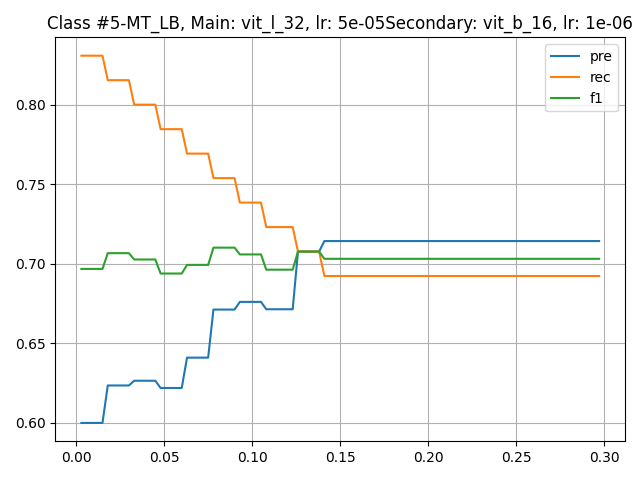 Class #5-MT_LB, Main: vit_l_32, lr: 5e-05Secondary: vit_b_16, lr: 1e-06
pre
rec
f1
0.80
0.75
0.70
0.65
0.60
0.00 0.05 0.10 0.15 0.20 0.25 0.30